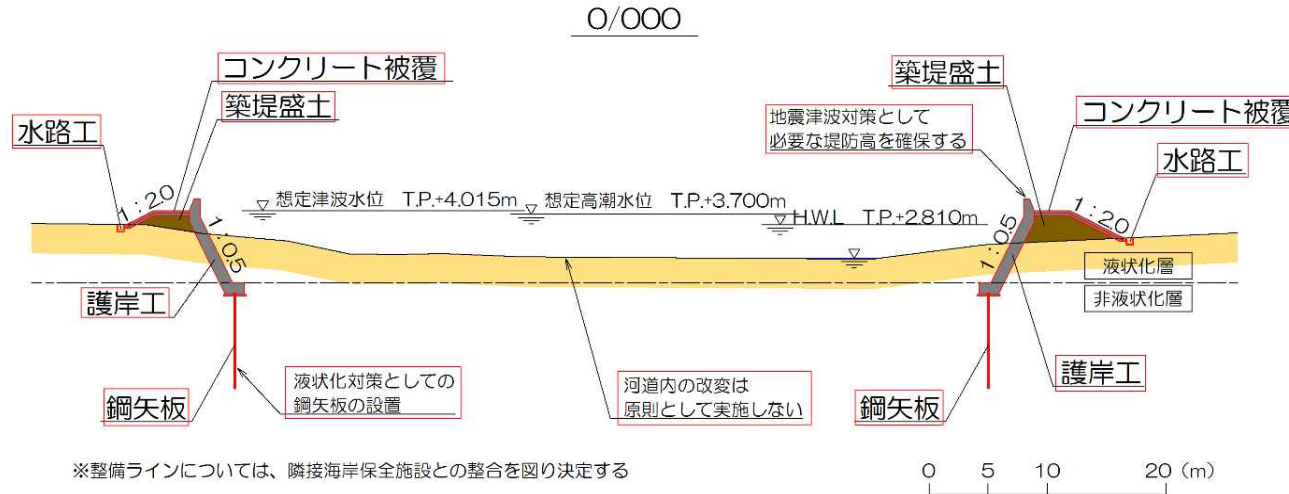 0/000
コンクリート被覆
築堤盛土
水路工
1:2.0
1:0.5
護岸工
鋼矢板
液状化対策としての
鋼矢板の設置
想定津波水位 T.P.+4.015m
想定高潮水位 T.P.+3.700m
H.W.L T.P.+2.810m
河道内の改変は
原則として実施しない
地震津波対策として
必要な堤防高を確保する
築堤盛土
コンクリート被覆
水路工
1:2.0
1:0.5
液状化層
非液状化層
護岸工
鋼矢板
※整備ラインについては、隣接海岸保全施設との整合を図り決定する
0 5 10 20 (m)